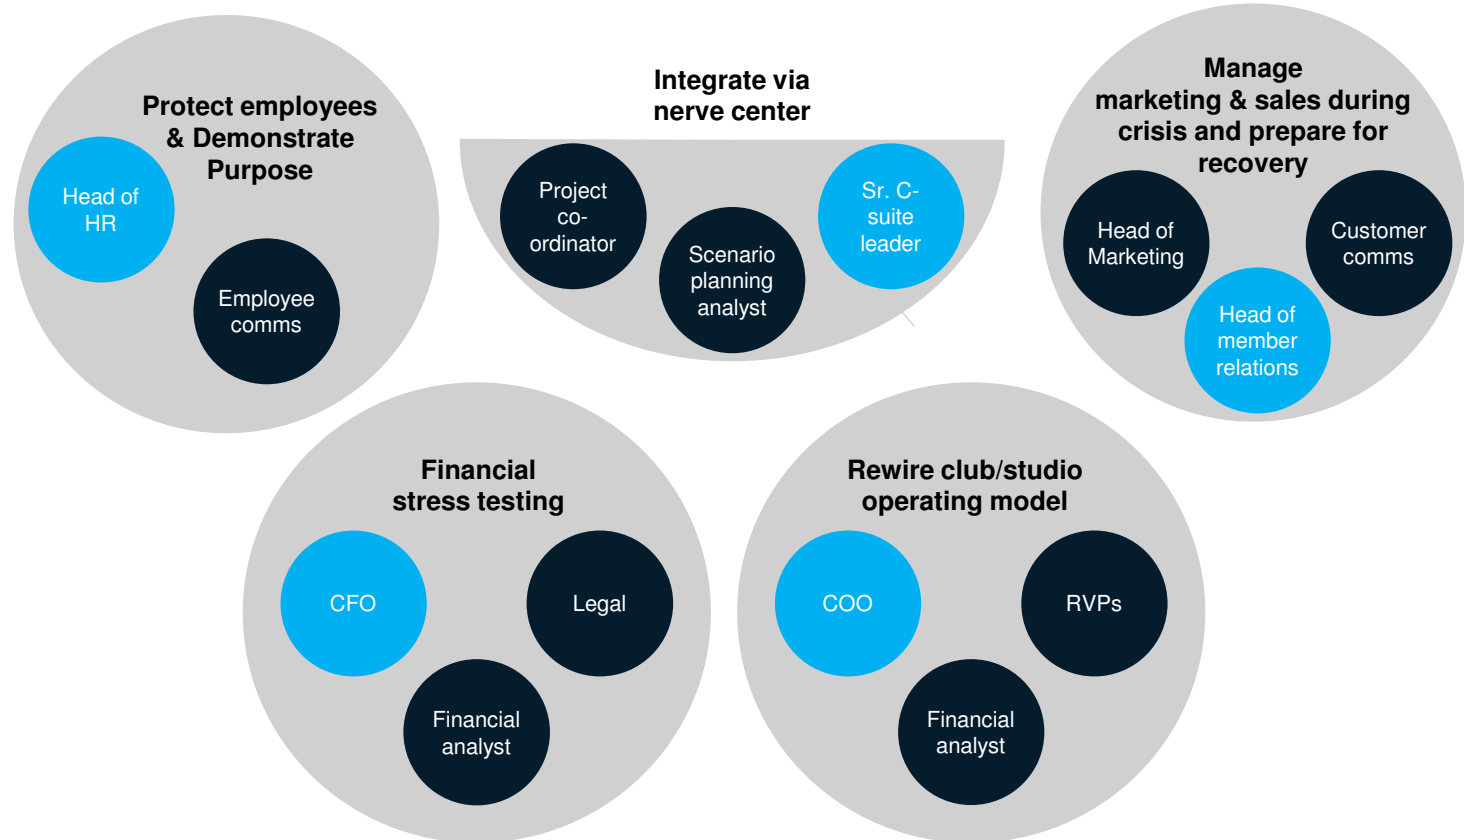 Protect employees
& Demonstrate
Purpose
Head of
HR
Employee
comms
Integrate via
nerve center
Project
co-
ordinator
Scenario
planning
analyst
Sr. C-
suite
leader
Manage
marketing & sales during
crisis and prepare for
recovery
Head of
Marketing
Customer
comms
Head of
member
relations
Financial
stress testing
CFO
Legal
Financial
analyst
Rewire club/studio
operating model
COO
RVPs
Financial
analyst